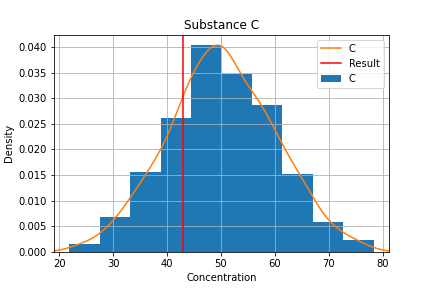 Substance C
C
Result
C
0.040
0.035
0.030
0.025
0.020
0.015
0.010
0.005
0.000
Density
20 30 40 50 60 70 80
Concentration